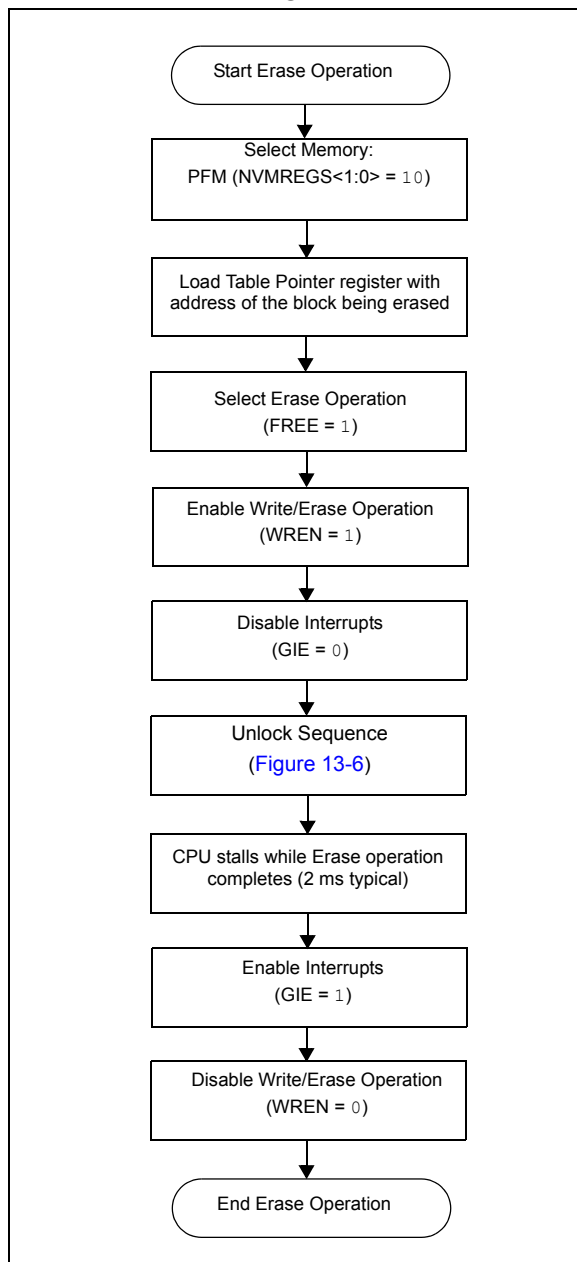 Start Erase Operation
Select Memory:
PFM (NVMREGS<1:0> = 10)
Load Table Pointer register with
address of the block being erased
Select Erase Operation
(FREE = 1)
Enable Write/Erase Operation
(WREN = 1)
Disable Interrupts
(GIE = 0)
Unlock Sequence
(Figure 13-6)
CPU stalls while Erase operation
completes (2 ms typical)
Enable Interrupts
(GIE = 1)
Disable Write/Erase Operation
(WREN = 0)
End Erase Operation